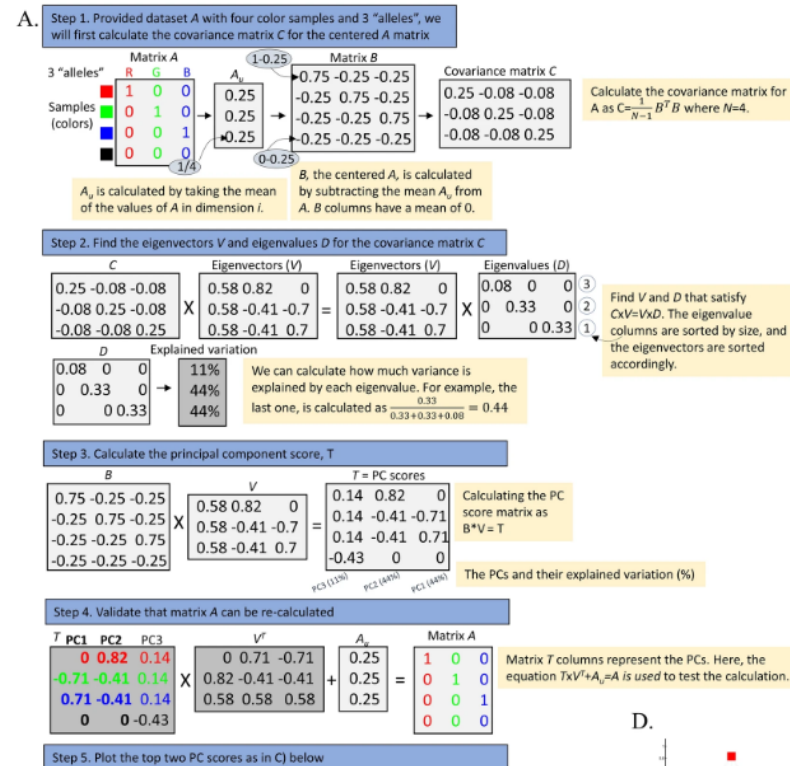 A.
Step 1. Provided dataset A with four color samples and 3 “alleles”, we
will first calculate the covariance matrix C for the centered A matrix
Matrix A
3 “alleles” R G B
Samples
(colors)
1 0 0
0 1 0
0 0 1
0 0 0
1/4
Aᵤ
0.25
0.25
0.25
1-0.25
Matrix B
0.75 -0.25 -0.25
-0.25 0.75 -0.25
-0.25 -0.25 0.75
-0.25 -0.25 -0.25
0-0.25
Covariance matrix C
0.25 -0.08 -0.08
-0.08 0.25 -0.08
-0.08 -0.08 0.25
Calculate the covariance matrix for
A as C=1/(N−1) BᵀB where N=4.
Aᵤ is calculated by taking the mean
of the values of A in dimension i.
B, the centered A, is calculated
by subtracting the mean Aᵤ from
A. B columns have a mean of 0.
Step 2. Find the eigenvectors V and eigenvalues D for the covariance matrix C
C
0.25 -0.08 -0.08
-0.08 0.25 -0.08
-0.08 -0.08 0.25
X
Eigenvectors (V)
0.58 0.82 0
0.58 -0.41 -0.7
0.58 -0.41 0.7
=
Eigenvectors (V)
0.58 0.82 0
0.58 -0.41 -0.7
0.58 -0.41 0.7
X
Eigenvalues (D)
0.08 0 0 3
0 0.33 0 2
0 0 0.33 1
Find V and D that satisfy
CxV=VxD. The eigenvalue
columns are sorted by size, and
the eigenvectors are sorted
accordingly.
D
0.08 0 0
0 0.33 0
0 0 0.33
Explained variation
11%
44%
44%
We can calculate how much variance is
explained by each eigenvalue. For example, the
last one, is calculated as 0.33/(0.33+0.33+0.08) = 0.44
Step 3. Calculate the principal component score, T
B
0.75 -0.25 -0.25
-0.25 0.75 -0.25
-0.25 -0.25 0.75
-0.25 -0.25 -0.25
X
V
0.58 0.82 0
0.58 -0.41 -0.7
0.58 -0.41 0.7
=
T = PC scores
0.14 0.82 0
0.14 -0.41 -0.71
0.14 -0.41 0.71
-0.43 0 0
PC3 (11%) PC2 (44%) PC1 (44%)
Calculating the PC
score matrix as
B*V = T
The PCs and their explained variation (%)
Step 4. Validate that matrix A can be re-calculated
T PC1 PC2 PC3
0 0.82 0.14
-0.71 -0.41 0.14
0.71 -0.41 0.14
0 0 -0.43
X
Vᵀ
0 0.71 -0.71
0.82 -0.41 -0.41
0.58 0.58 0.58
+
Aᵤ
0.25
0.25
0.25
=
Matrix A
1 0 0
0 1 0
0 0 1
0 0 0
Matrix T columns represent the PCs. Here, the
equation TxVᵀ+Aᵤ=A is used to test the calculation.
D.
Step 5. Plot the top two PC scores as in C) below